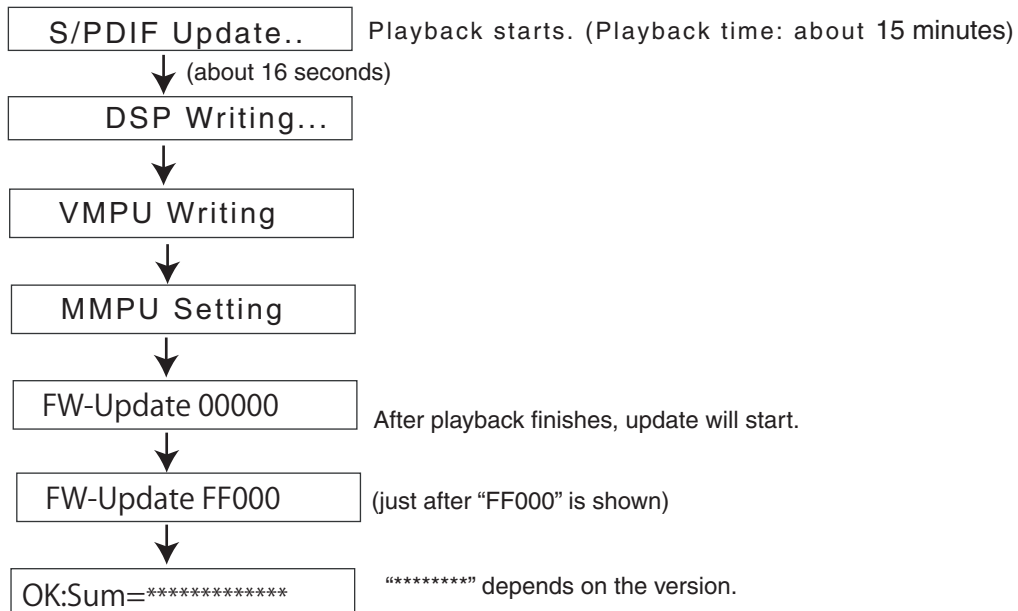 S/PDIF Update.. Playback starts. (Playback time: about 15 minutes)
(about 16 seconds)
DSP Writing...
VMPU Writing
MMPU Setting
FW-Update 00000
After playback finishes, update will start.
FW-Update FF000 (just after “FF000” is shown)
OK:Sum=************* “********” depends on the version.